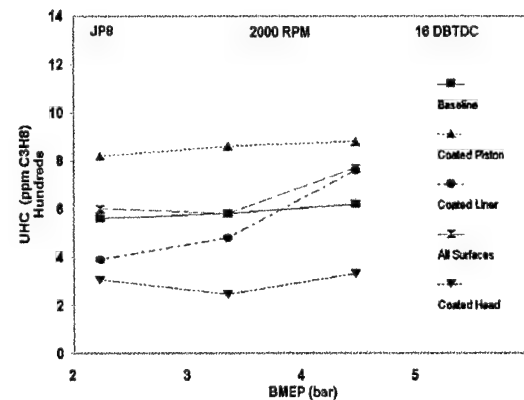 JP8 2000 RPM 16 DBTDC
UHC (ppm C3H8)
Hundreds
14
12
10
8
6
4
2
0
2 3 4 5
BMEP (bar)
Baseline
Coated Piston
Coated Liner
All Surfaces
Coated Head